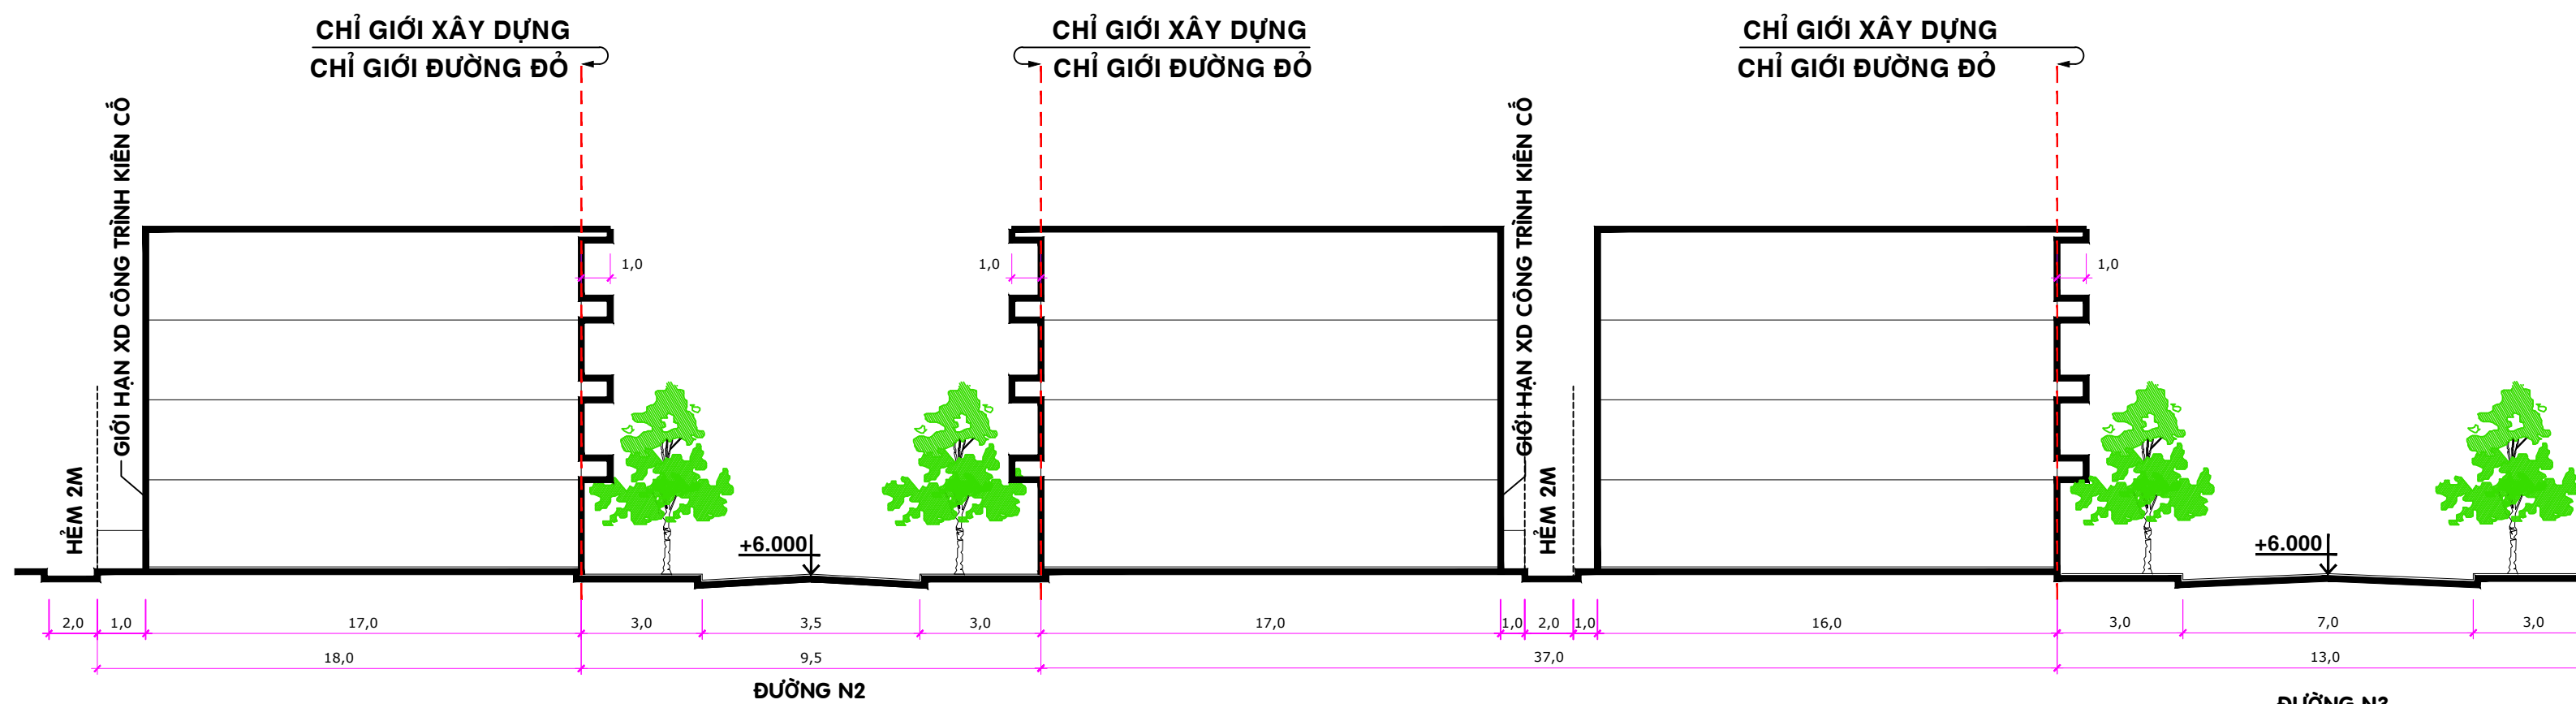 CHỈ GIỚI XÂY DỰNG
CHỈ GIỚI ĐƯỜNG ĐỎ
CHỈ GIỚI XÂY DỰNG
CHỈ GIỚI ĐƯỜNG ĐỎ
CHỈ GIỚI XÂY DỰNG
CHỈ GIỚI ĐƯỜNG ĐỎ
GIỚI HẠN XD CÔNG TRÌNH KIÊN CỐ
GIỚI HẠN XD CÔNG TRÌNH KIÊN CỐ
1,0
1,0
1,0
HẺM 2M
HẺM 2M
+6.000
+6.000
2,0 1,0 17,0 3,0 3,5 3,0 17,0 1,0 2,0 1,0 16,0 3,0 7,0 3,0
18,0 9,5 37,0 13,0
ĐƯỜNG N2
ĐƯỜNG N3